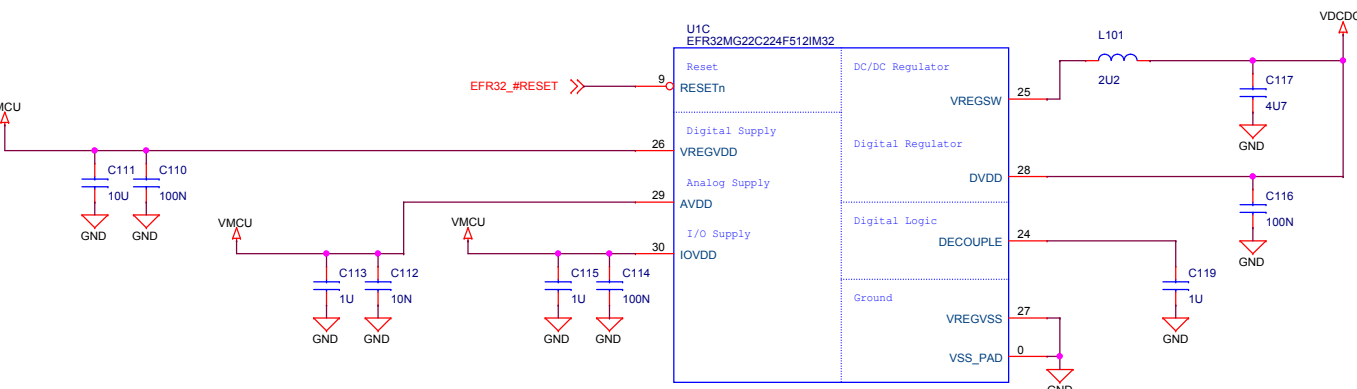 VDCDC
U1C
EFR32MG22C224F512IM32
L101
2U2
Reset
DC/DC Regulator
EFR32_#RESET
9
RESETn
C117
4U7
25
VREGSW
GND
VMCU
Digital Supply
26
VREGVDD
Digital Regulator
C111
10U
C110
100N
28
DVDD
Analog Supply
29
AVDD
C116
100N
GND
GND
VMCU
VMCU
I/O Supply
30
IOVDD
Digital Logic
24
DECOUPLE
GND
C113
1U
C112
10N
C115
1U
C114
100N
C119
1U
Ground
27
VREGVSS
GND
GND
GND
GND
GND
0
VSS_PAD
GND